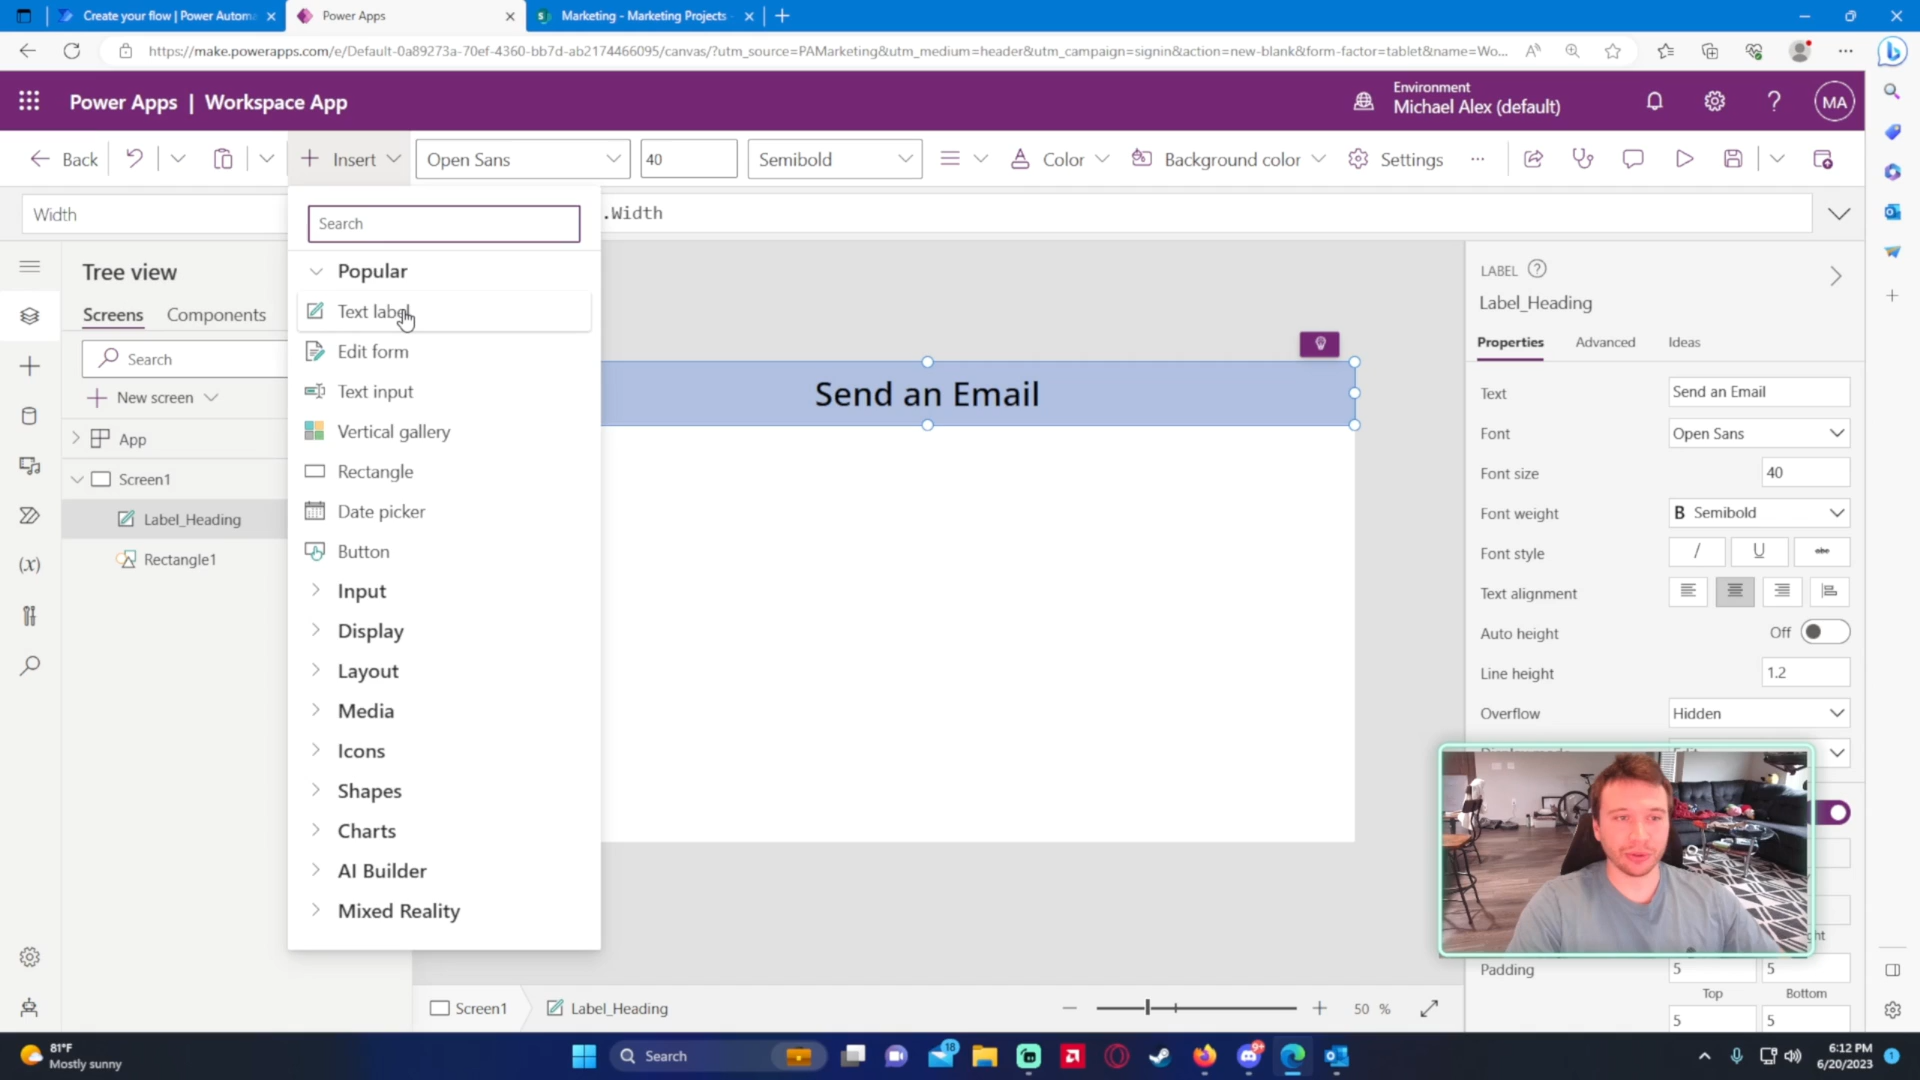 Create your flow | Power Automa
Power Apps
Marketing - Marketing Projects
https://make.powerapps.com/e/Default-0a89273a-70ef-4360-bb7d-ab2174466095/canvas/?utm_source=PAMarketing&utm_medium=header&utm_campaign=signin&action=new-blank&form-factor=tablet&name=Wo...
Power Apps | Workspace App
Environment
Michael Alex (default)
MA
Back
Insert
Open Sans
40
Semibold
Color
Background color
Settings
Width
.Width
Search
Popular
Text label
Edit form
Text input
Vertical gallery
Rectangle
Date picker
Button
Input
Display
Layout
Media
Icons
Shapes
Charts
AI Builder
Mixed Reality
Tree view
Screens
Components
Search
New screen
App
Screen1
Label_Heading
Rectangle1
Send an Email
LABEL
Label_Heading
Properties
Advanced
Ideas
Text
Send an Email
Font
Open Sans
Font size
40
Font weight
B Semibold
Font style
/ U abc
Text alignment
Auto height
Off
Line height
1.2
Overflow
Hidden
Padding
5
5
Top
Bottom
5
5
Screen1
Label_Heading
50 %
81°F
Mostly sunny
Search
18
9+
6:12 PM
6/20/2023
1